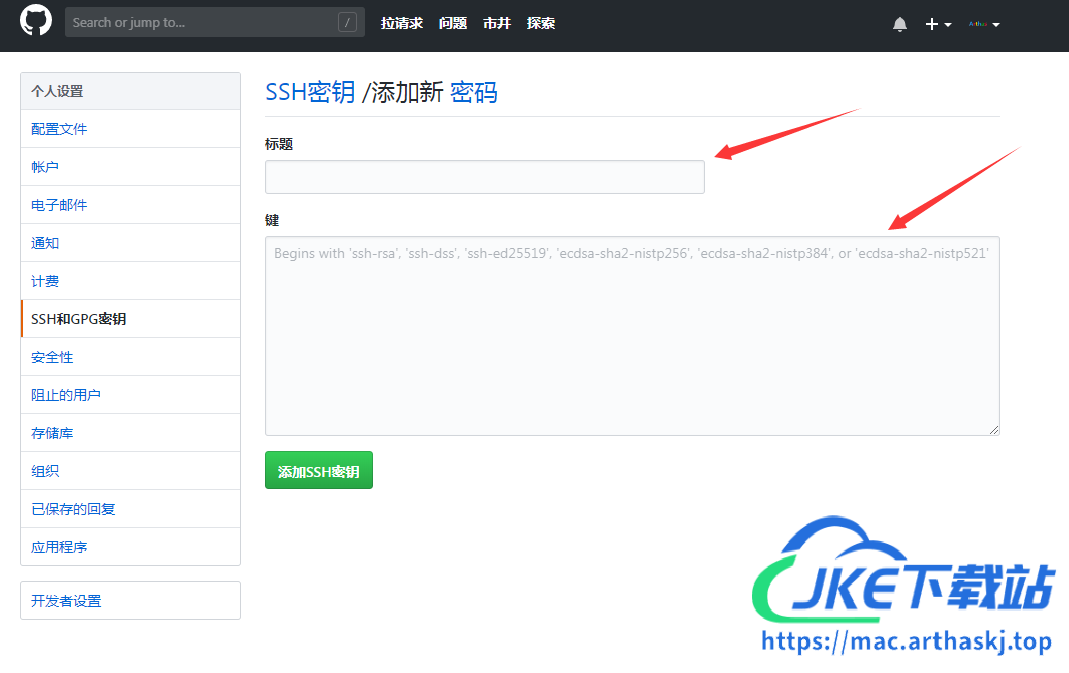 Search or jump to... / 拉请求 问题 市井 探索
个人设置
配置文件
帐户
电子邮件
通知
计费
SSH和GPG密钥
安全性
阻止的用户
存储库
组织
已保存的回复
应用程序
开发者设置
SSH密钥 /添加新 密码
标题
键
Begins with 'ssh-rsa', 'ssh-dss', 'ssh-ed25519', 'ecdsa-sha2-nistp256', 'ecdsa-sha2-nistp384', or 'ecdsa-sha2-nistp521'
添加SSH密钥
JKE下载站
https://mac.arthaskj.top